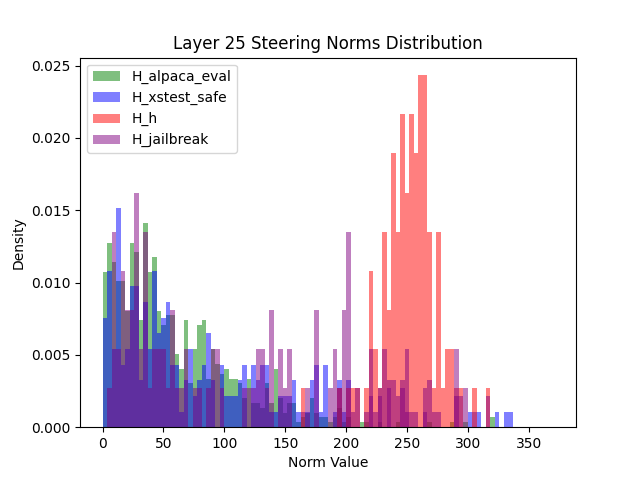 Layer 25 Steering Norms Distribution
H_alpaca_eval
H_xstest_safe
H_h
H_jailbreak
Density
0.025
0.020
0.015
0.010
0.005
0.000
0 50 100 150 200 250 300 350
Norm Value